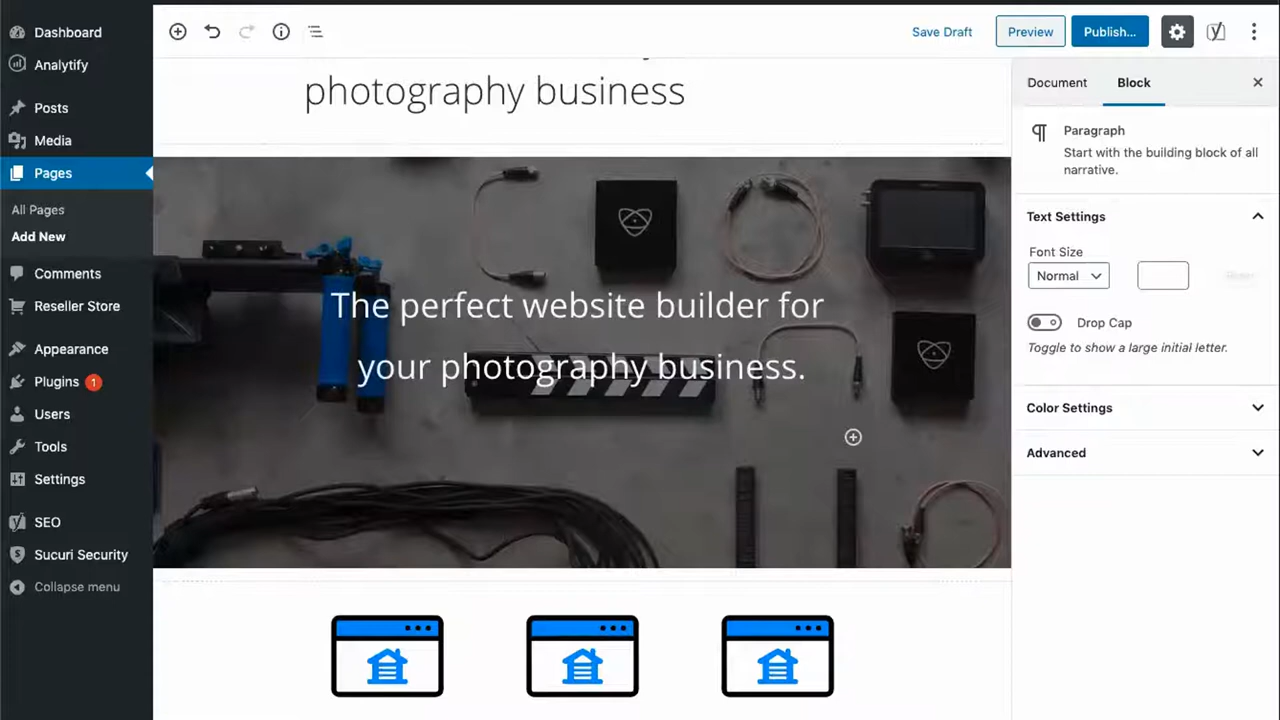 Dashboard
Analytify
Posts
Media
Pages
All Pages
Add New
Comments
Reseller Store
Appearance
Plugins 1
Users
Tools
Settings
SEO
Sucuri Security
Collapse menu
Save Draft
Preview
Publish...
photography business
The perfect website builder for
your photography business.
Document
Block
Paragraph
Start with the building block of all
narrative.
Text Settings
Font Size
Normal
Drop Cap
Toggle to show a large initial letter.
Color Settings
Advanced